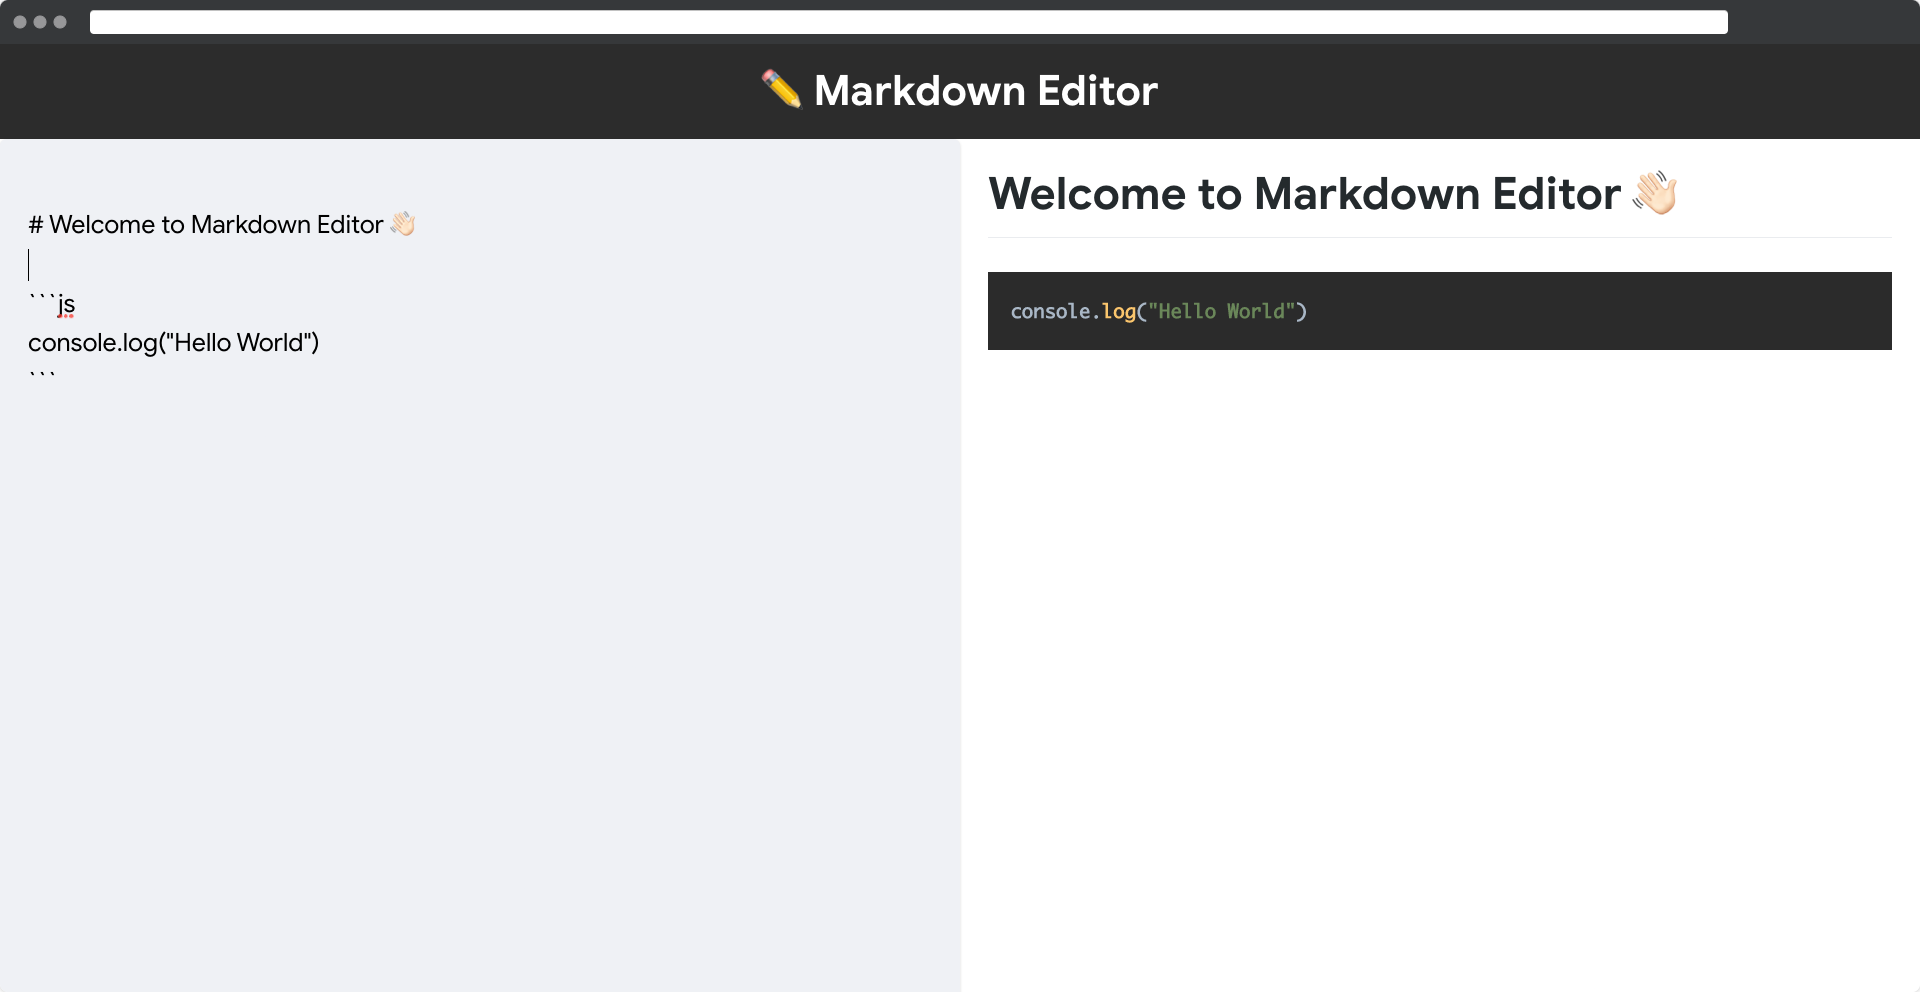 ✏️ Markdown Editor
# Welcome to Markdown Editor 👋🏻
```js
console.log("Hello World")
```
Welcome to Markdown Editor 👋🏻
console.log("Hello World")